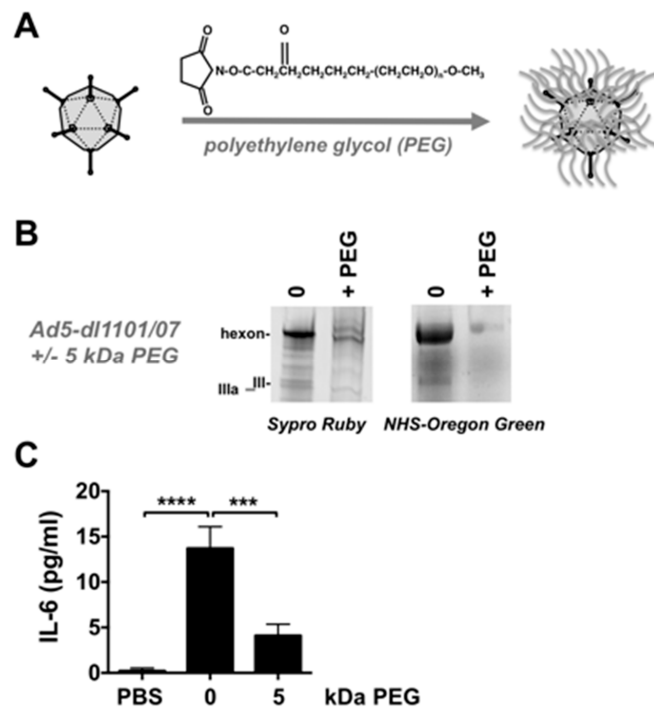 A
O
O
N-O-C-CH₂CH₂CH₂CH₂CH₂-(CH₂CH₂O)ₙ-O-CH₃
O
polyethylene glycol (PEG)
B
0
+ PEG
0
+ PEG
Ad5-dl1101/07
+/- 5 kDa PEG
hexon-
III-
IIIa
Sypro Ruby
NHS-Oregon Green
C
IL-6 (pg/ml)
20
15
10
5
0
****
***
PBS
0
5
kDa PEG